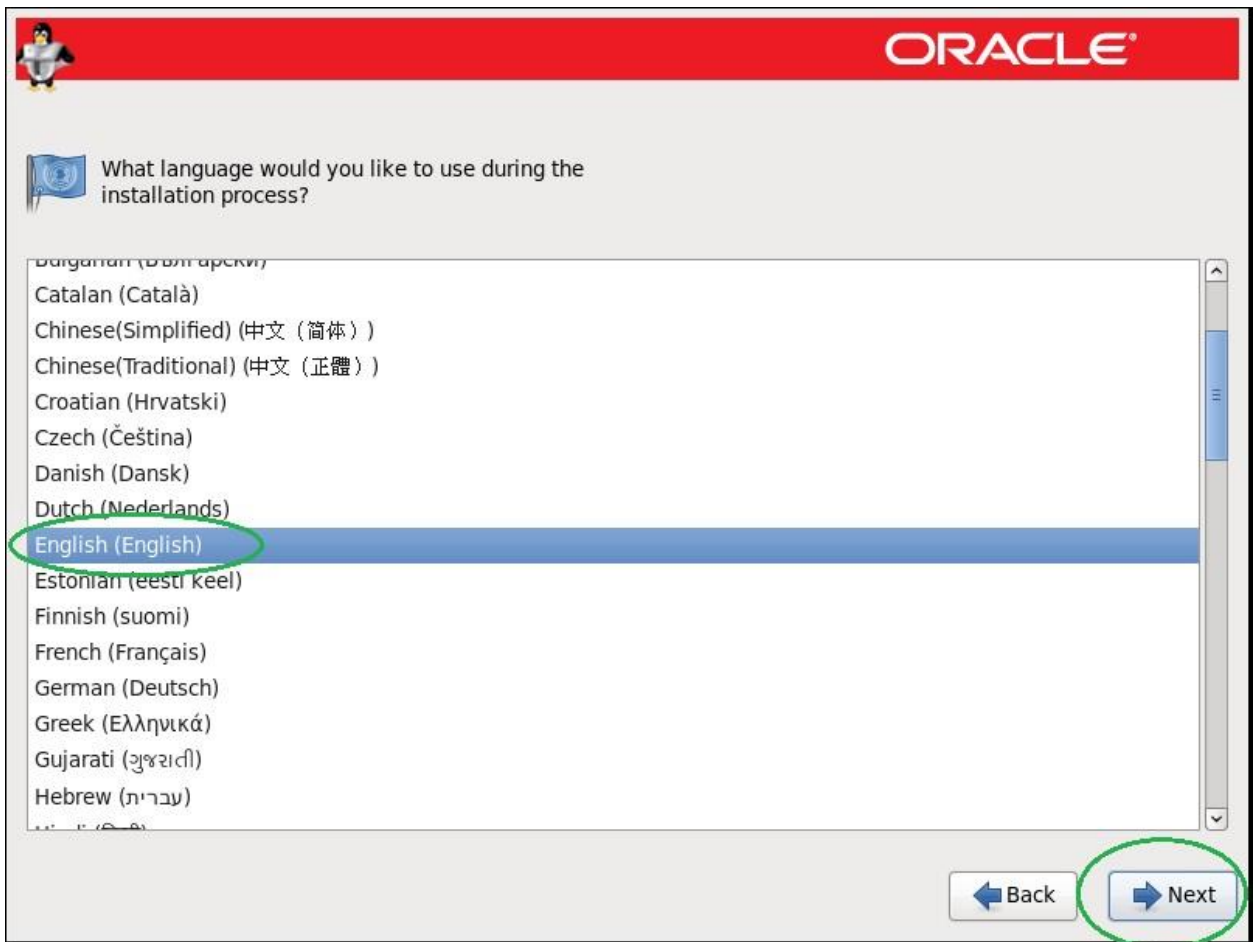 ORACLE®
What language would you like to use during the
installation process?
Bulgarian (Български)
Catalan (Català)
Chinese(Simplified) (中文（简体）)
Chinese(Traditional) (中文（正體）)
Croatian (Hrvatski)
Czech (Čeština)
Danish (Dansk)
Dutch (Nederlands)
English (English)
Estonian (eesti keel)
Finnish (suomi)
French (Français)
German (Deutsch)
Greek (Ελληνικά)
Gujarati (ગુજરાતી)
Hebrew (עברית)
Back
Next